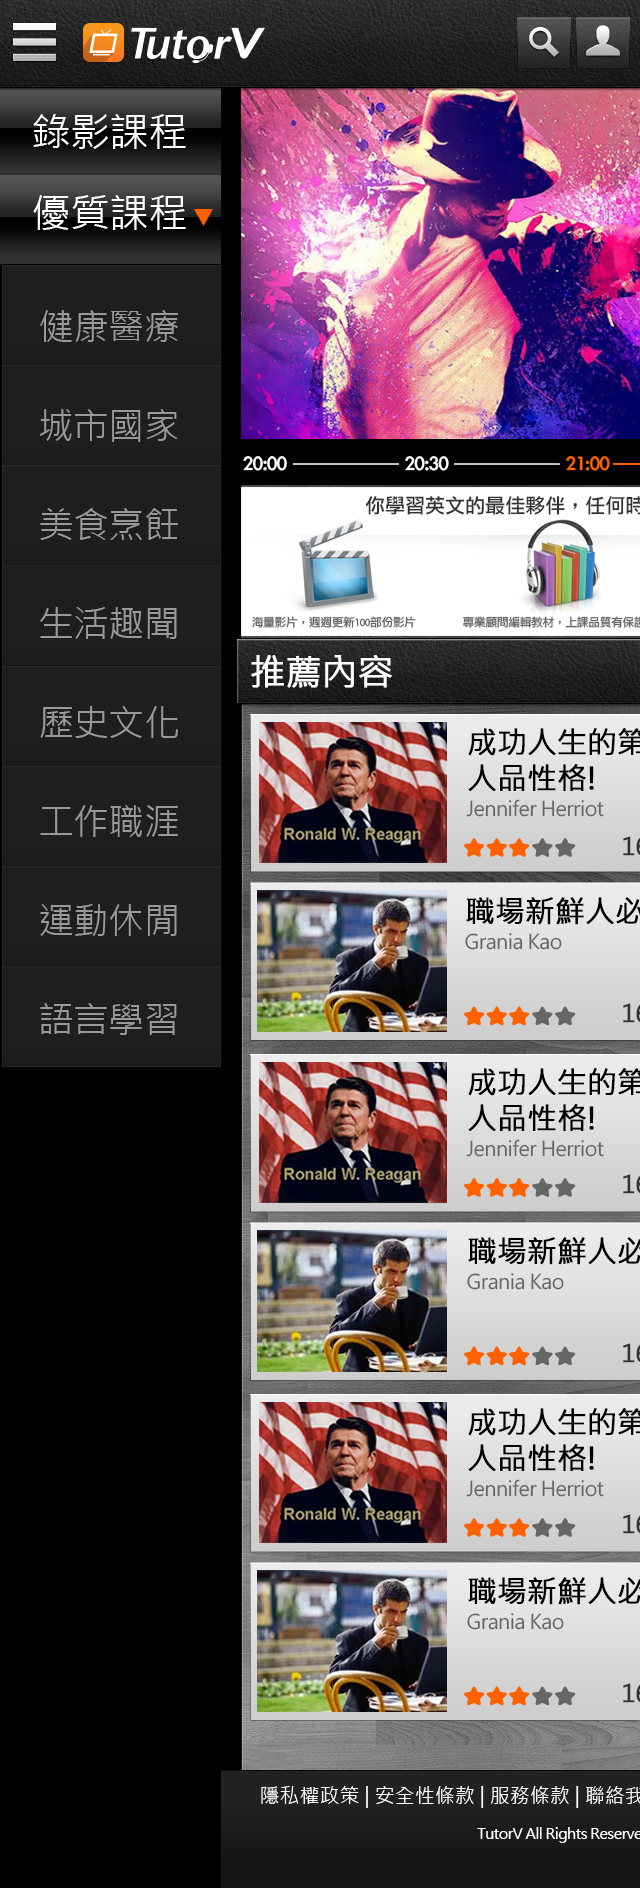 TutorV
錄影課程
優質課程
健康醫療
城市國家
美食烹飪
生活趣聞
歷史文化
工作職涯
運動休閒
語言學習
20:00 20:30 21:00
你學習英文的最佳夥伴，任何時
海量影片，週週更新100部份影片
專業顧問編輯教材，上課品質有保
推薦內容
成功人生的第
人品性格!
Jennifer Herriot
Ronald W. Reagan
16
職場新鮮人必
Grania Kao
16
成功人生的第
人品性格!
Jennifer Herriot
Ronald W. Reagan
16
職場新鮮人必
Grania Kao
16
成功人生的第
人品性格!
Jennifer Herriot
Ronald W. Reagan
16
職場新鮮人必
Grania Kao
16
隱私權政策 | 安全性條款 | 服務條款 | 聯絡我
TutorV All Rights Reserve